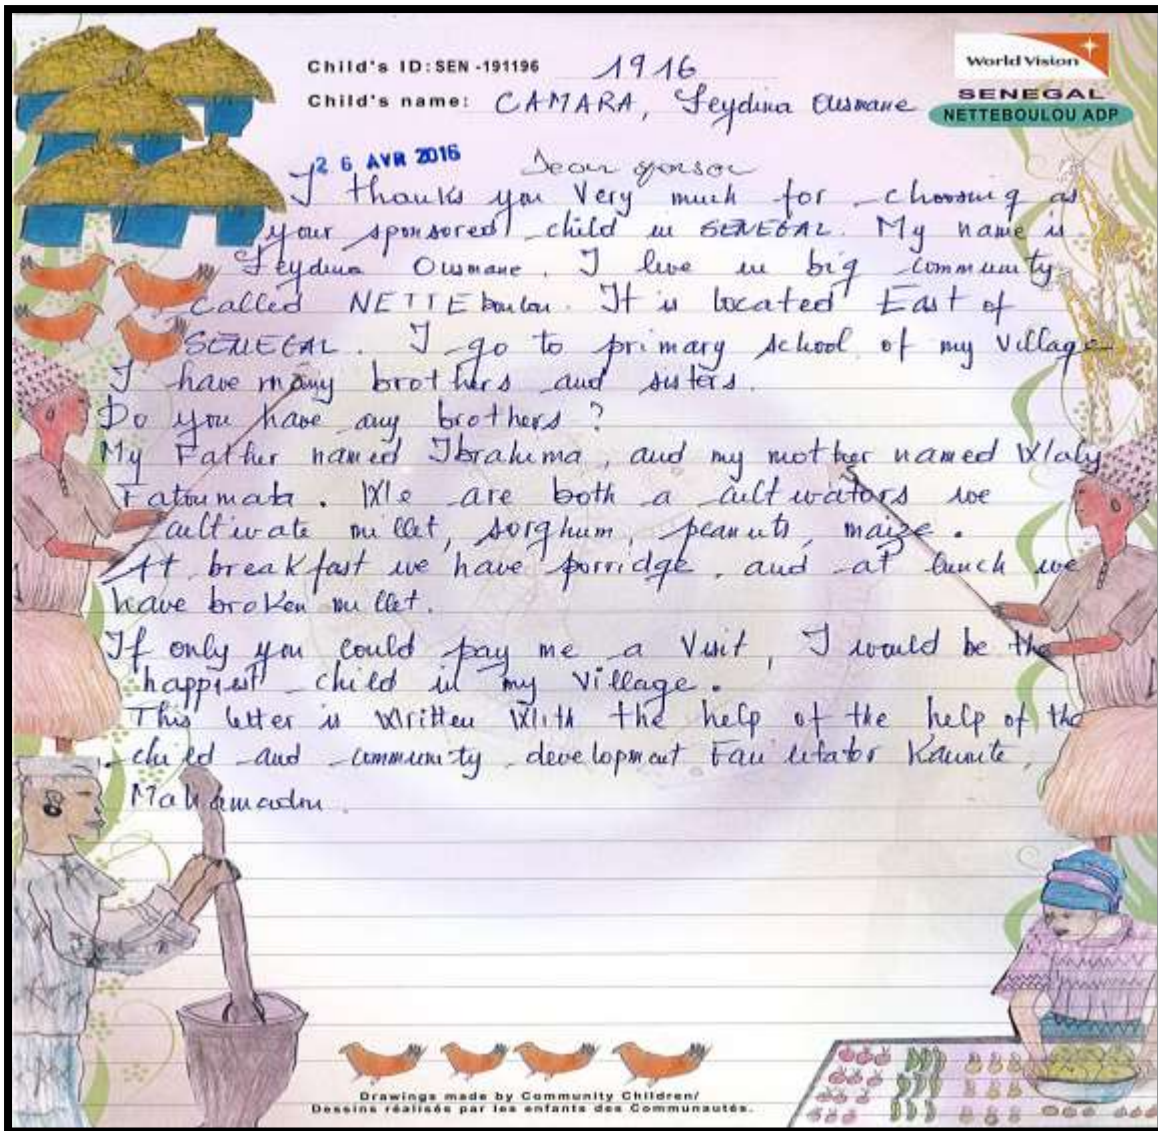 Child's ID: SEN -191196 1916
World Vision
Child's name: CAMARA, Seydina Ousmane
SENEGAL
NETTEBOULOU ADP
26 AVR 2016 Dear sponsor
I thanks you Very much for choosing as
your sponsored child in SENEGAL. My name is
Seydina Ousmane. I live in big community
Called NETTEboulou. It is located East of
SENEGAL. I go to primary school of my Village
I have many brothers and sisters.
Do you have any brothers?
My Father named Ibrahima, and my mother named Waly
Fatoumata. We are both a cultivators we
cultivate millet, sorghum, peanuts, maize.
At breakfast we have porridge, and at lunch we
have broken millet.
If only you could pay me a Visit, I would be the
happiest child in my Village.
This letter is Written With the help of the help of the
child and community development Facilitator
Mahamadou.
Drawings made by Community Children/
Dessins réalisés par les enfants des Communautés.